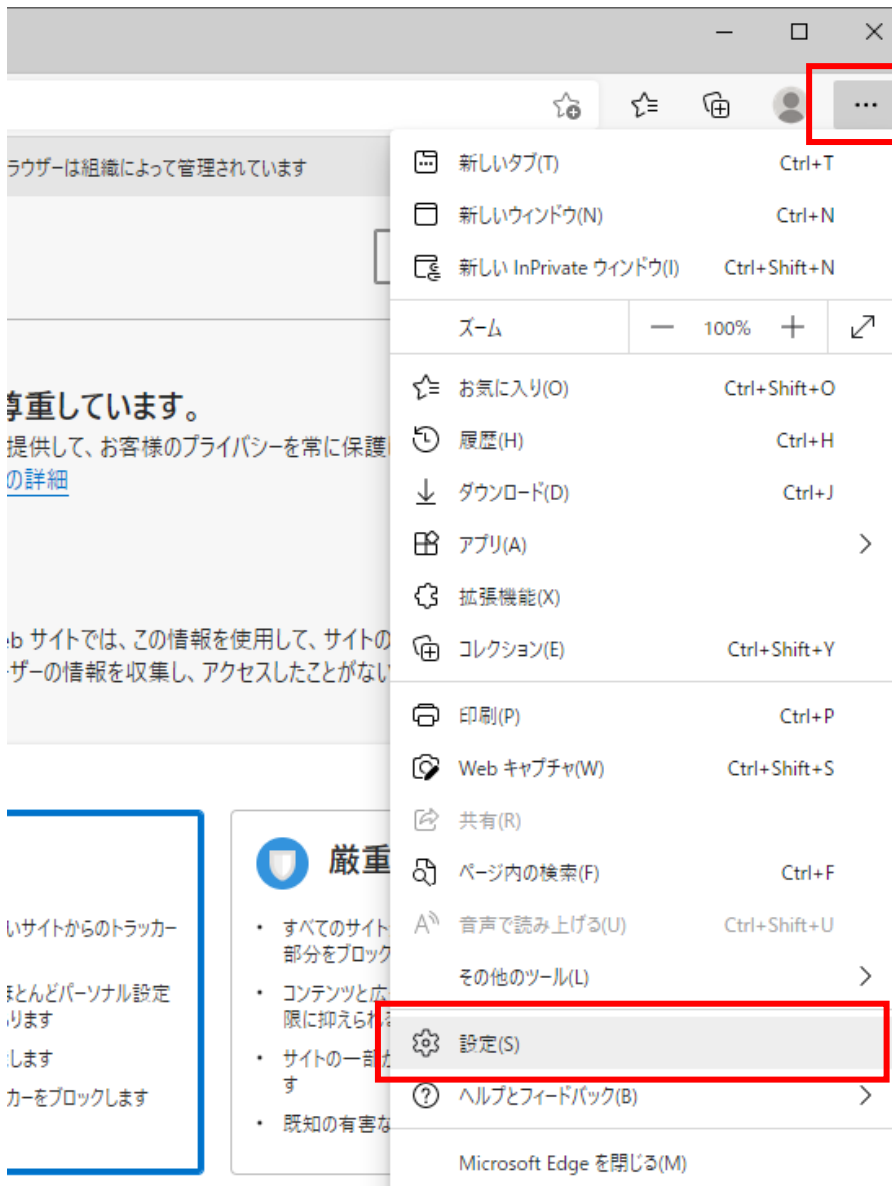 ラウザーは組織によって管理されています
尊重しています。
提供して、お客様のプライバシーを常に保護
の詳細
eb サイトでは、この情報を使用して、サイトの
ーザーの情報を収集し、アクセスしたことがない
新しいタブ(T) Ctrl+T
新しいウィンドウ(N) Ctrl+N
新しい InPrivate ウィンドウ(I) Ctrl+Shift+N
ズーム 100%
お気に入り(O) Ctrl+Shift+O
履歴(H) Ctrl+H
ダウンロード(D) Ctrl+J
アプリ(A)
拡張機能(X)
コレクション(E) Ctrl+Shift+Y
印刷(P) Ctrl+P
Web キャプチャ(W) Ctrl+Shift+S
共有(R)
ページ内の検索(F) Ctrl+F
音声で読み上げる(U) Ctrl+Shift+U
その他のツール(L)
設定(S)
ヘルプとフィードバック(B)
Microsoft Edge を閉じる(M)
いサイトからのトラッカー
ほとんどパーソナル設定
ります
します
カーをブロックします
厳重
• すべてのサイト
部分をブロック
• コンテンツと広
限に抑えられ
• サイトの一部が
す
• 既知の有害な